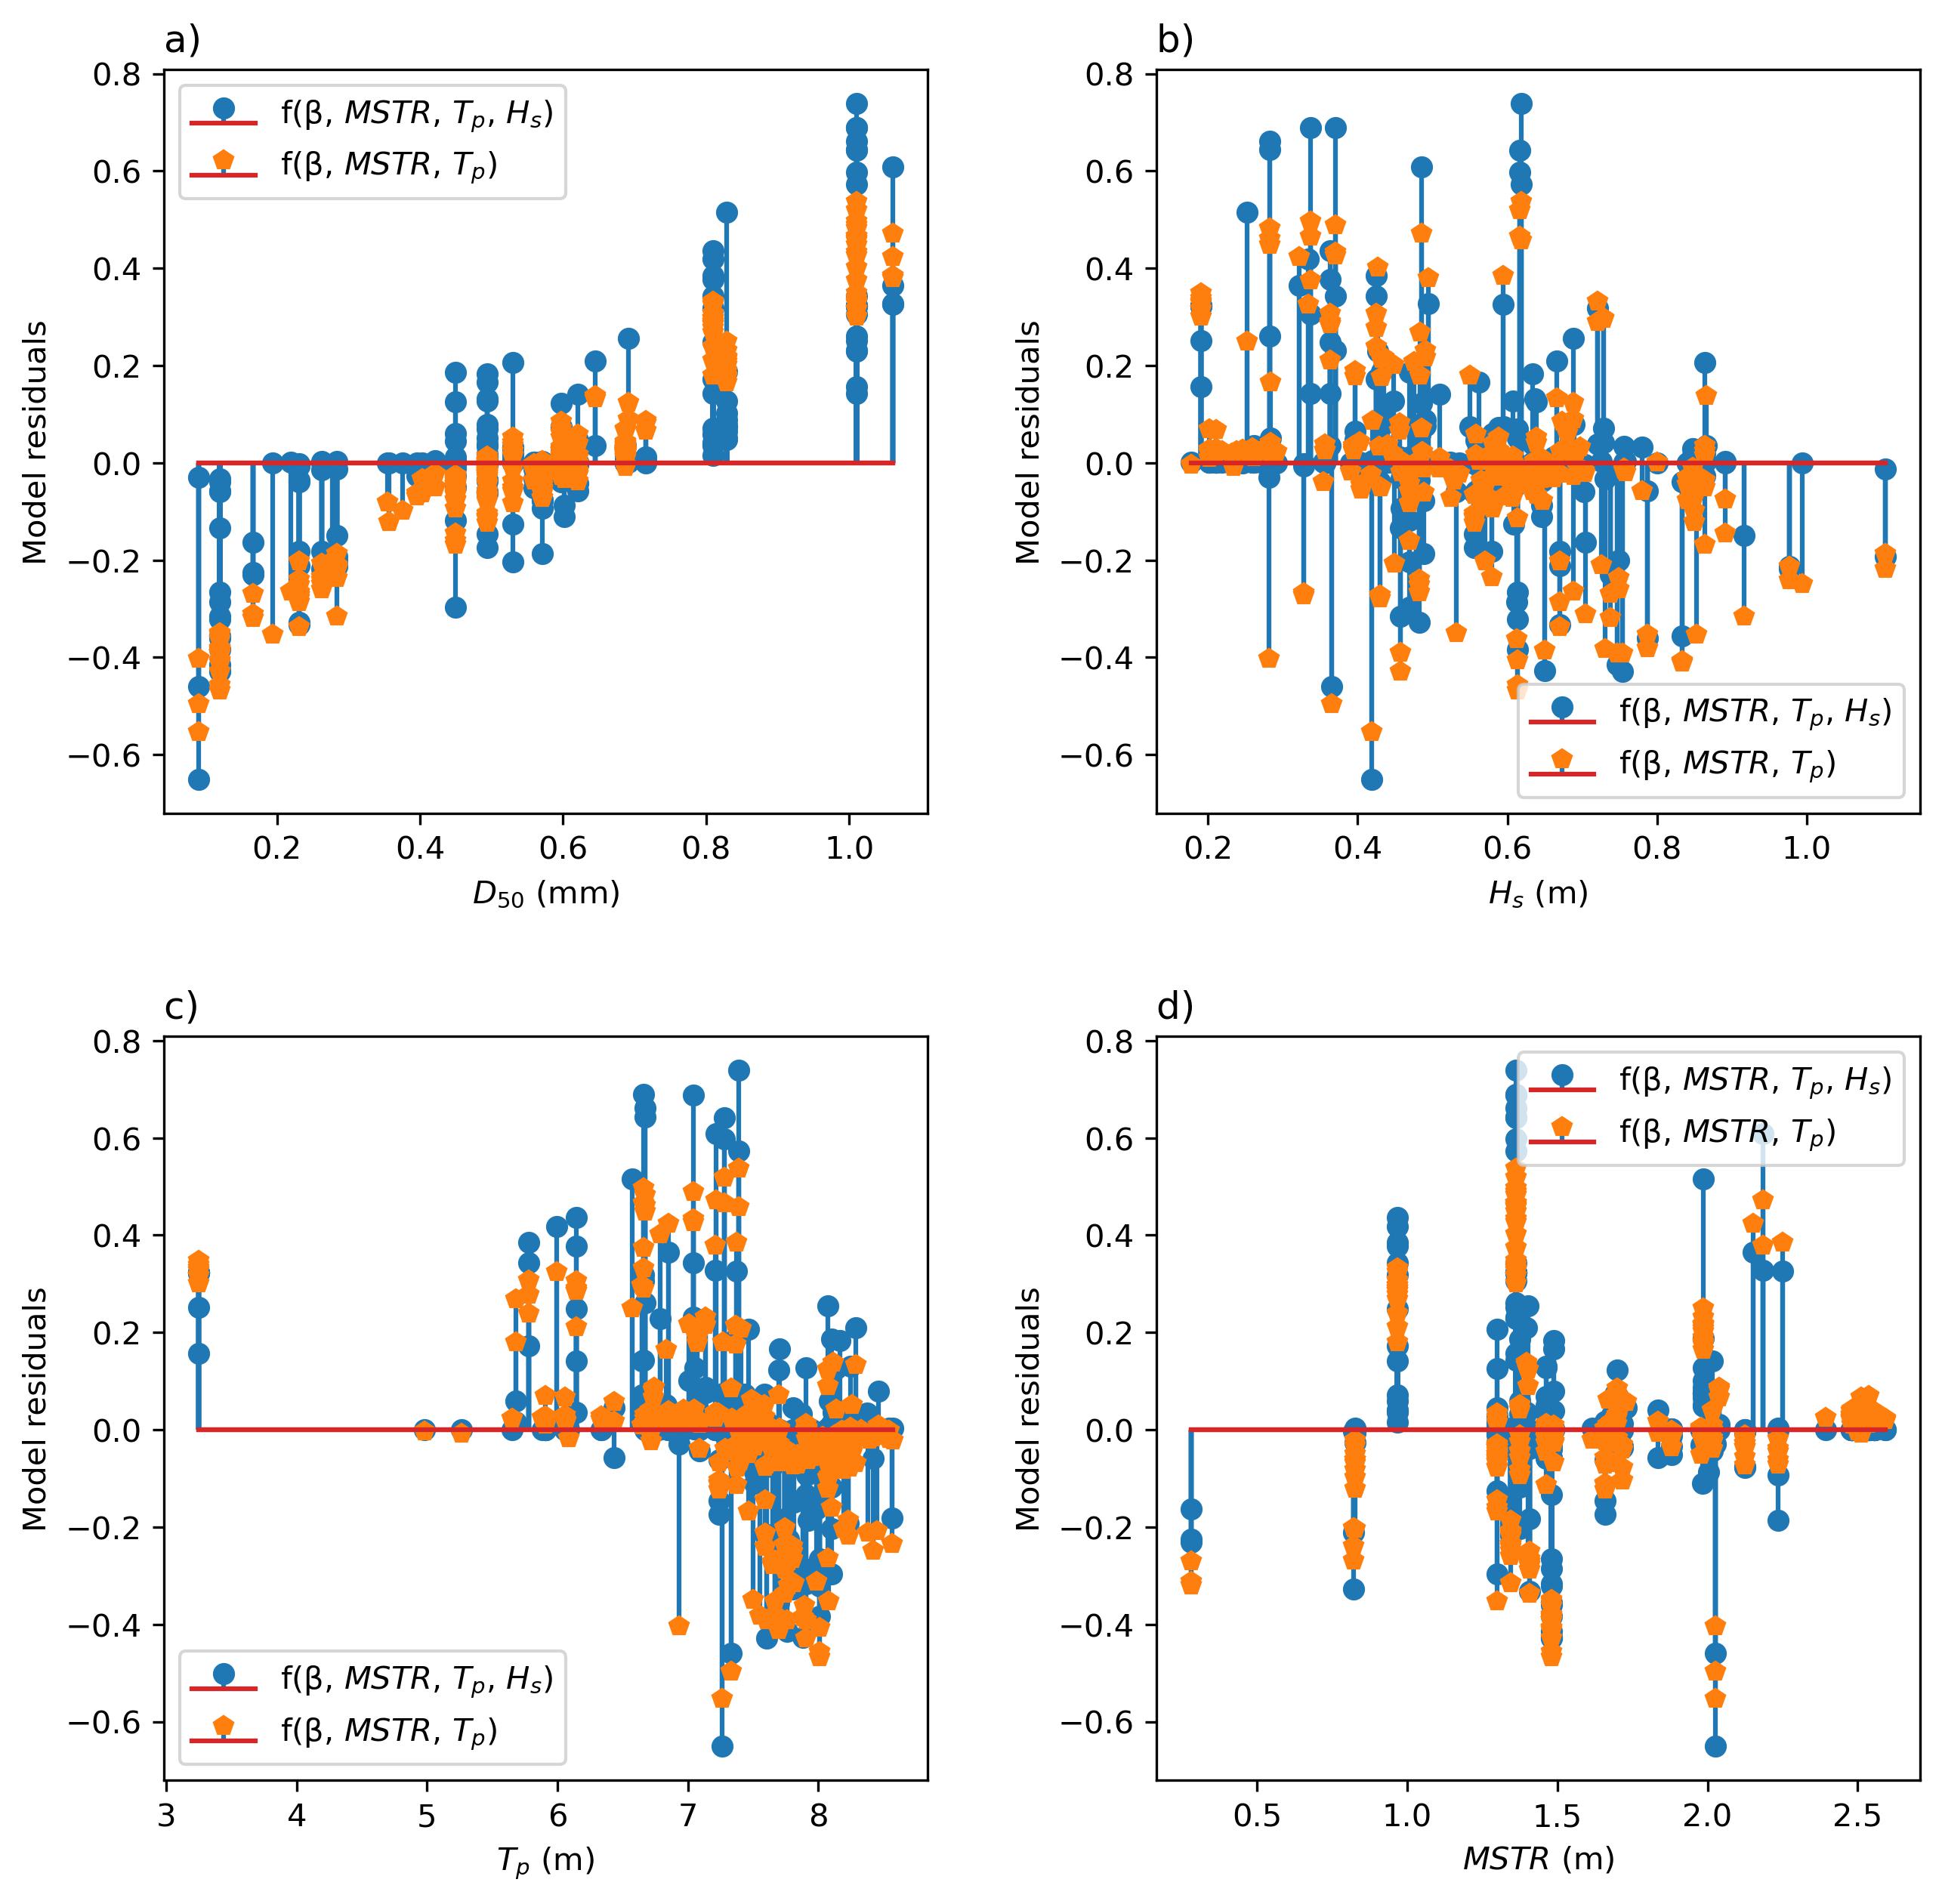 a)
0.8
0.6
0.4
0.2
0.0
−0.2
−0.4
−0.6
Model residuals
f(β, MSTR, Tp, Hs)
f(β, MSTR, Tp)
0.2 0.4 0.6 0.8 1.0
D50 (mm)
b)
0.8
0.6
0.4
0.2
0.0
−0.2
−0.4
−0.6
Model residuals
f(β, MSTR, Tp, Hs)
f(β, MSTR, Tp)
0.2 0.4 0.6 0.8 1.0
Hs (m)
c)
0.8
0.6
0.4
0.2
0.0
−0.2
−0.4
−0.6
Model residuals
f(β, MSTR, Tp, Hs)
f(β, MSTR, Tp)
3 4 5 6 7 8
Tp (m)
d)
0.8
0.6
0.4
0.2
0.0
−0.2
−0.4
−0.6
Model residuals
f(β, MSTR, Tp, Hs)
f(β, MSTR, Tp)
0.5 1.0 1.5 2.0 2.5
MSTR (m)